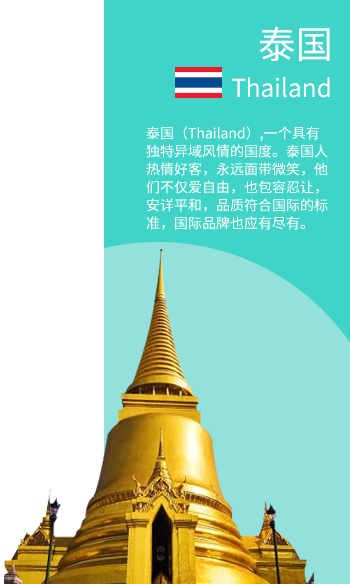 泰国
Thailand
泰国（Thailand）,一个具有
独特异域风情的国度。泰国人
热情好客，永远面带微笑，他
们不仅爱自由，也包容忍让，
安详平和，品质符合国际的标
准，国际品牌也应有尽有。